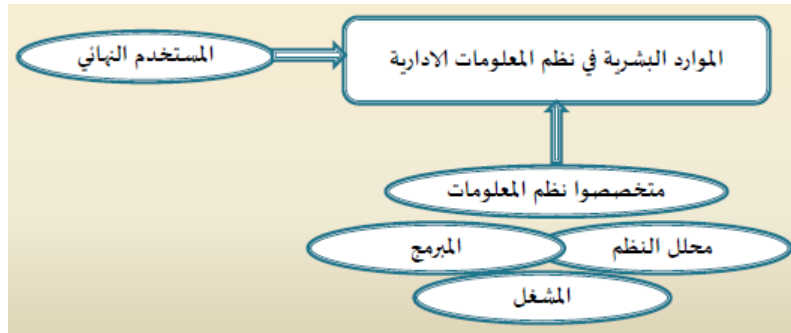 الموارد البشرية في نظم المعلومات الادارية
المستخدم النهائي
متخصصوا نظم المعلومات
محلل النظم
المبرمج
المشغل